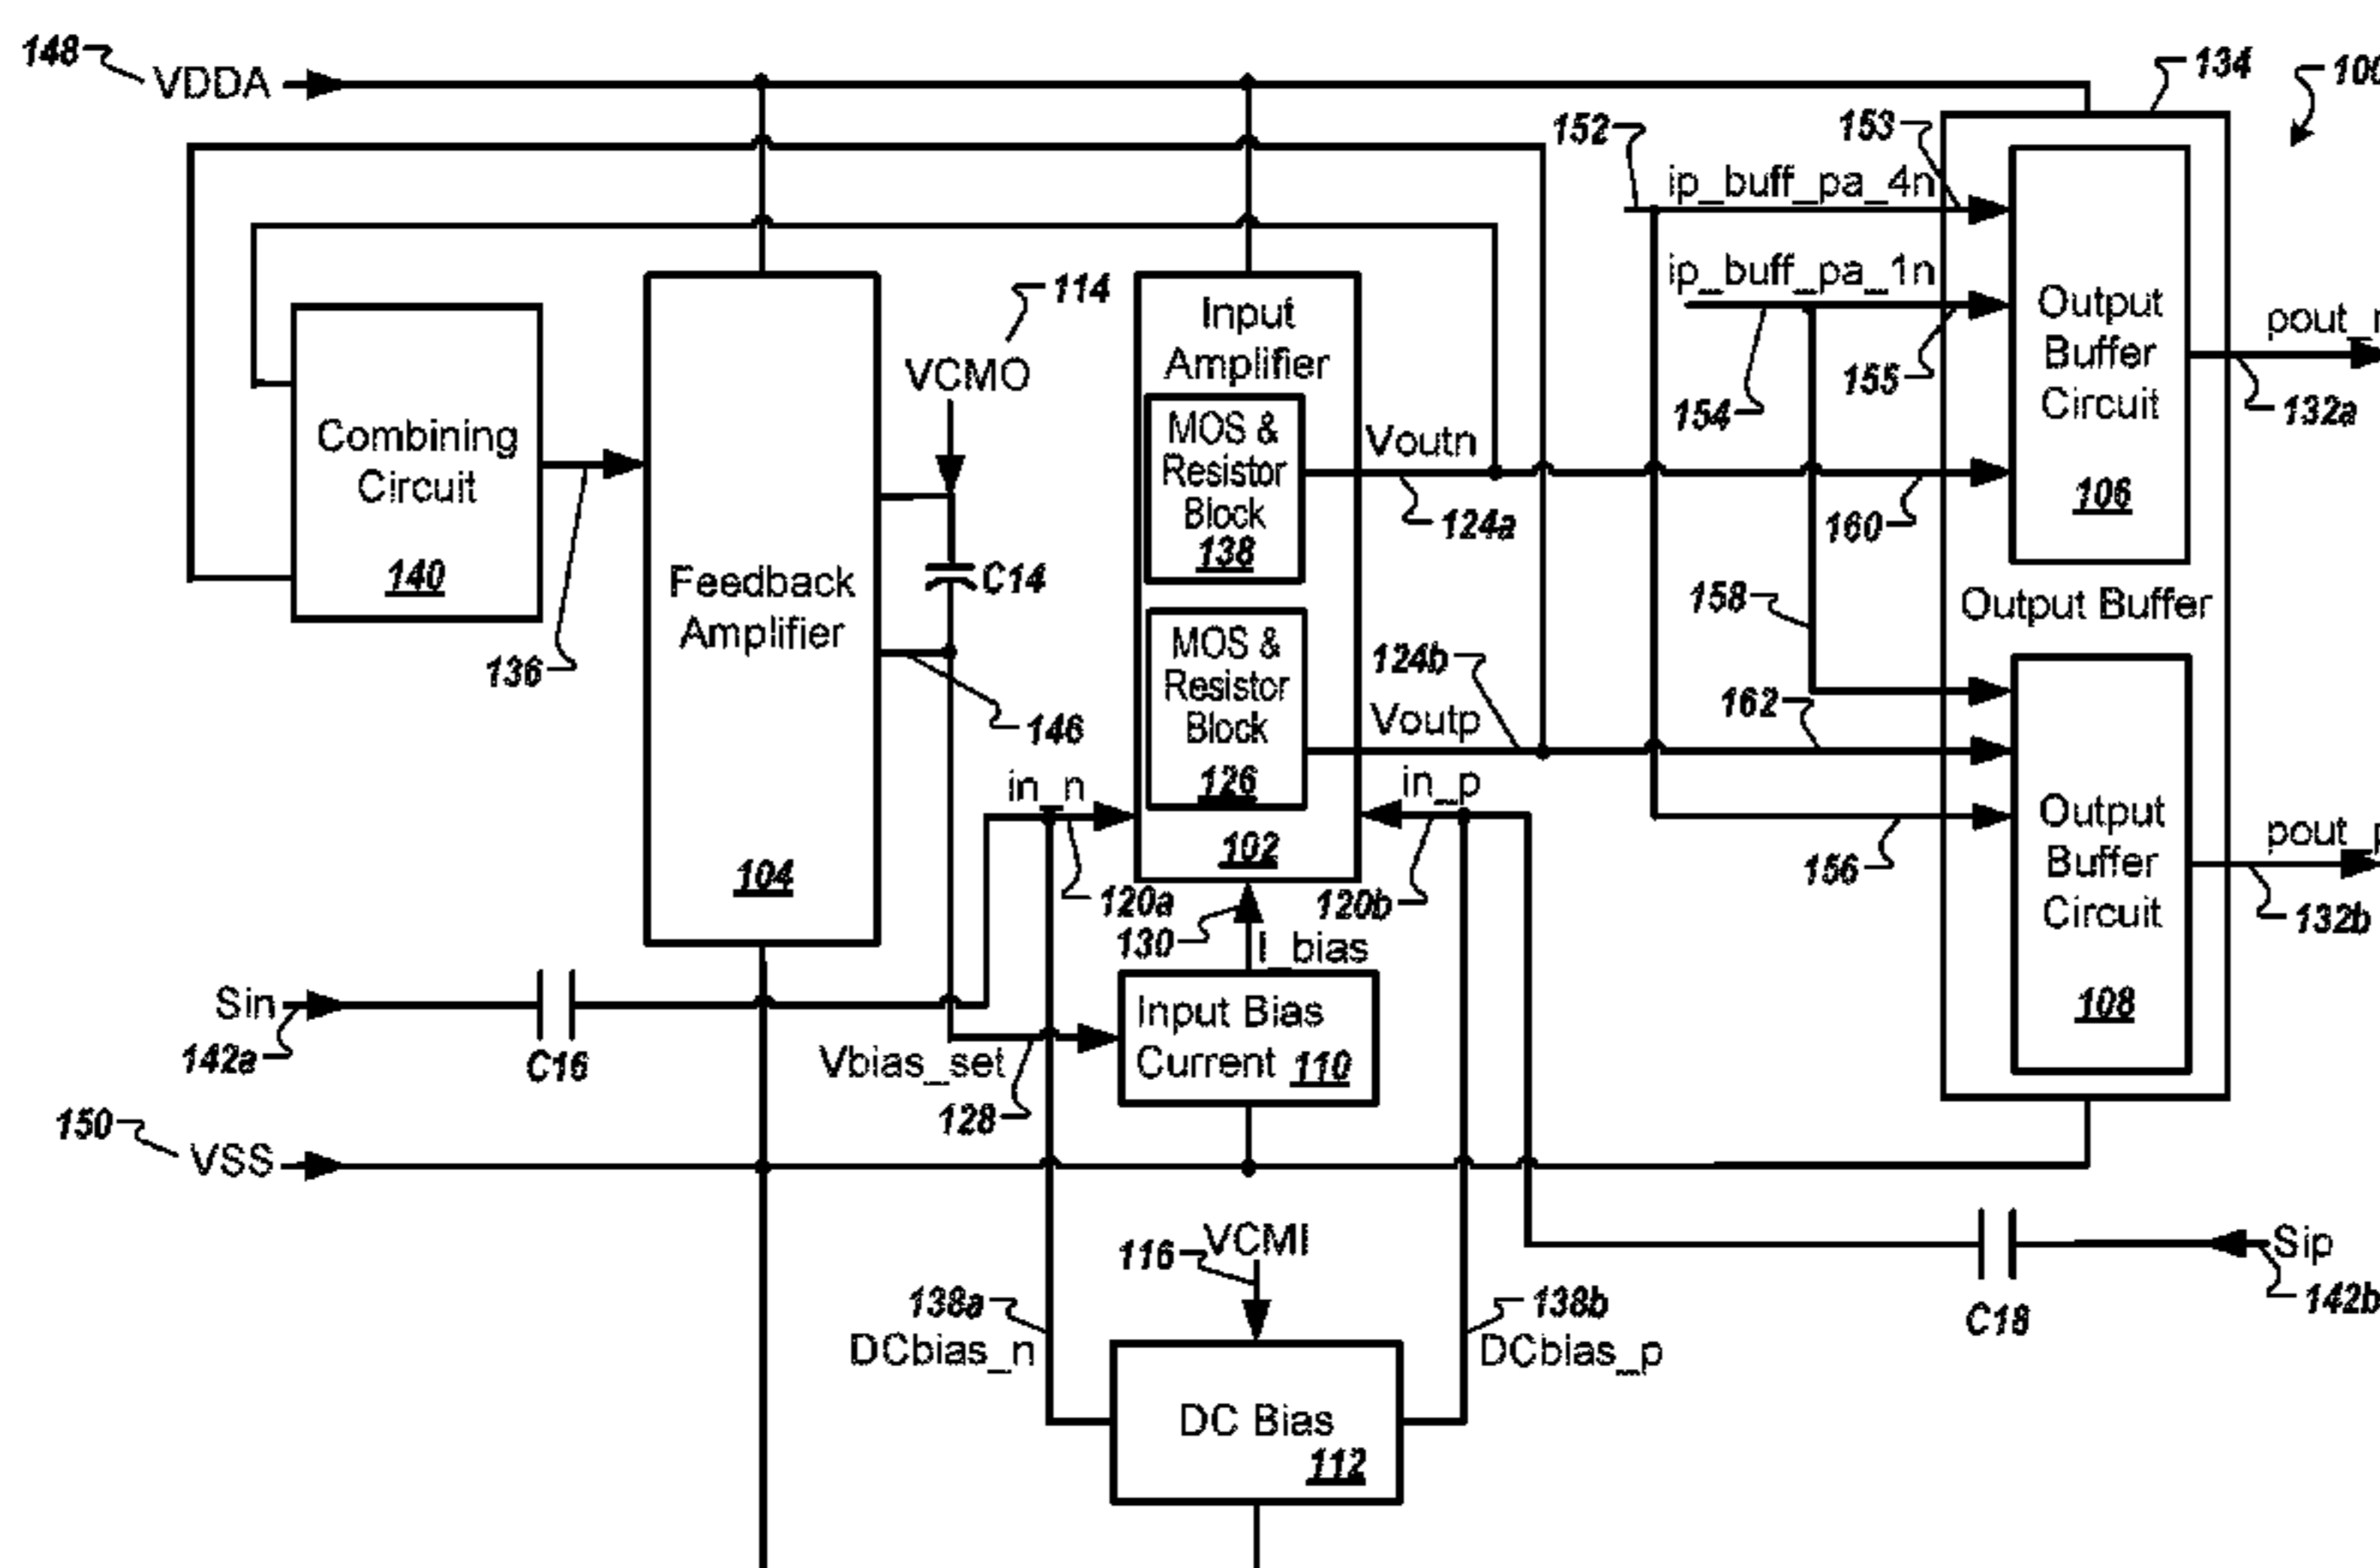 148
VDDA
134
100
152
153
ip_buff_pa_4n
ip_buff_pa_1n
114
VCMO
Input
Amplifier
Output
Buffer
Circuit
106
pout_n
132a
154
155
Combining
Circuit
140
136
Feedback
Amplifier
104
C14
146
MOS &
Resistor
Block
138
Voutn
124a
160
158
Output Buffer
MOS &
Resistor
Block
126
124b
Voutp
162
in_n
in_p
102
120a
120b
156
Output
Buffer
Circuit
108
pout_p
132b
130
I_bias
Sin
142a
C16
Input Bias
Current 110
Vbias_set
128
150
VSS
116
VCMI
Sip
142b
C18
138a
DCbias_n
138b
DCbias_p
DC Bias
112